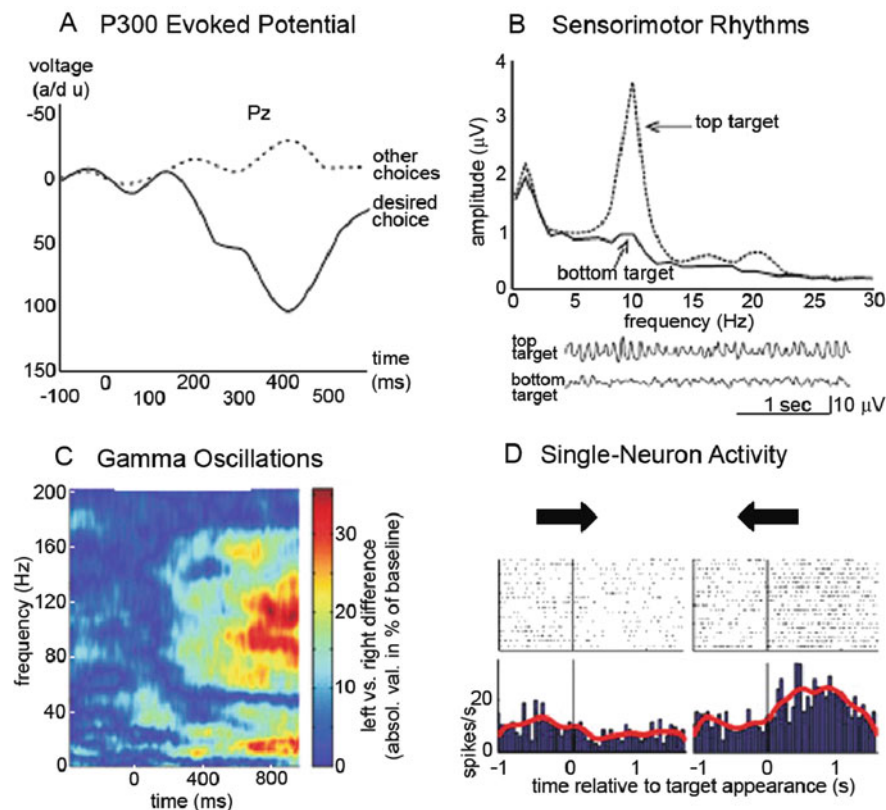 A P300 Evoked Potential
voltage
(a/d u)
-50
0
50
100
150
Pz
other
choices
desired
choice
time
(ms)
-100 0 100 200 300 400 500
B Sensorimotor Rhythms
amplitude (μV)
4
3
2
1
0
top target
bottom target
0 5 10 15 20 25 30
frequency (Hz)
top
target
bottom
target
1 sec 10 μV
C Gamma Oscillations
frequency (Hz)
200
160
120
80
40
0
0 400 800
time (ms)
30
20
10
0
left vs. right difference
(absol. val. in % of baseline)
D Single-Neuron Activity
spikes/s
20
0
-1 0 1 -1 0 1
time relative to target appearance (s)